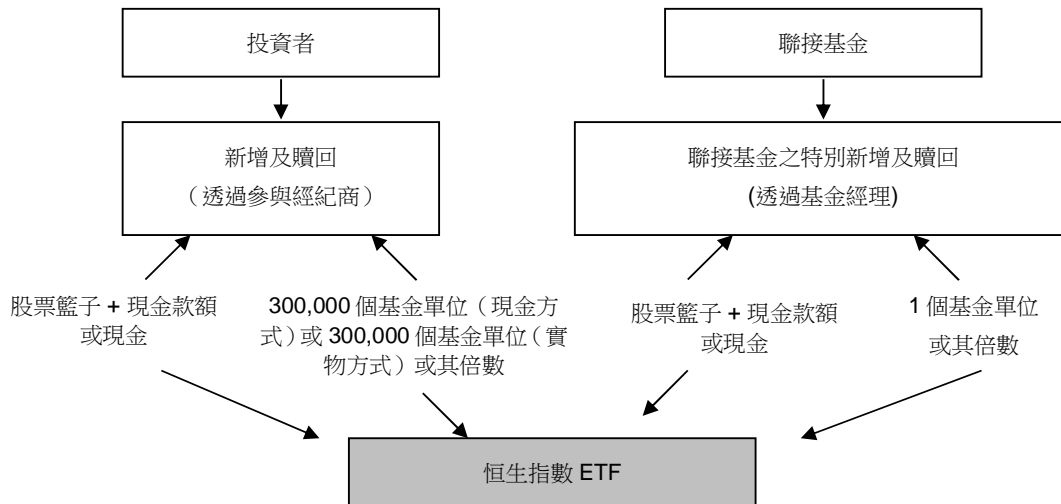 投資者
聯接基金
新增及贖回
（透過參與經紀商）
聯接基金之特別新增及贖回
(透過基金經理)
股票籃子 + 現金款額
或現金
300,000 個基金單位（現金方
式）或 300,000 個基金單位（實
物方式）或其倍數
股票籃子 + 現金款額
或現金
1 個基金單位
或其倍數
恒生指數 ETF